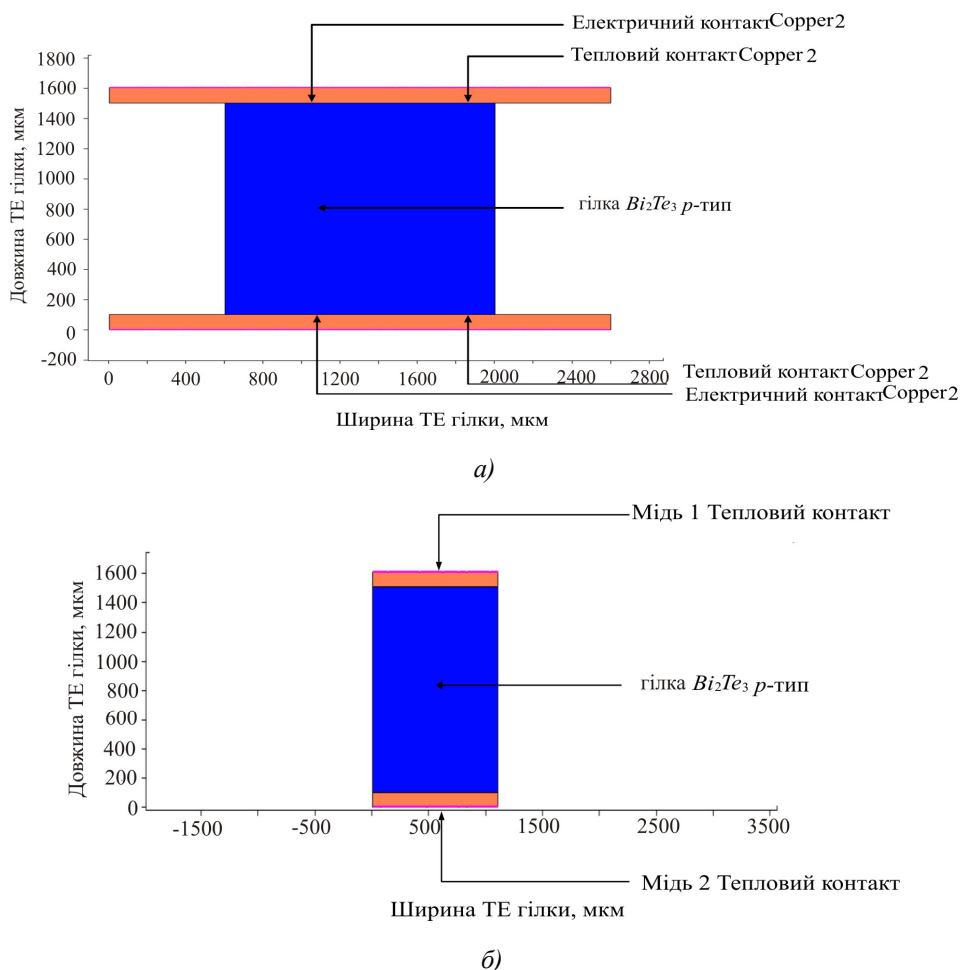 Електричний контактCopper2
Тепловий контактCopper 2
1800
1600
1400
1200
1000
800
600
400
200
0
-200
Довжина ТЕ гілки, мкм
гілка Bi2Te3 р-тип
0 400 800 1200 1600 2000 2400 2800
Тепловий контактCopper 2
Електричний контактCopper2
Ширина ТЕ гілки, мкм
а)
Мідь 1 Тепловий контакт
1600
1400
1200
1000
800
600
400
200
0
Довжина ТЕ гілки, мкм
гілка Bi2Te3 р-тип
-1500 -500 500 1500 2500 3500
Мідь 2 Тепловий контакт
Ширина ТЕ гілки, мкм
б)